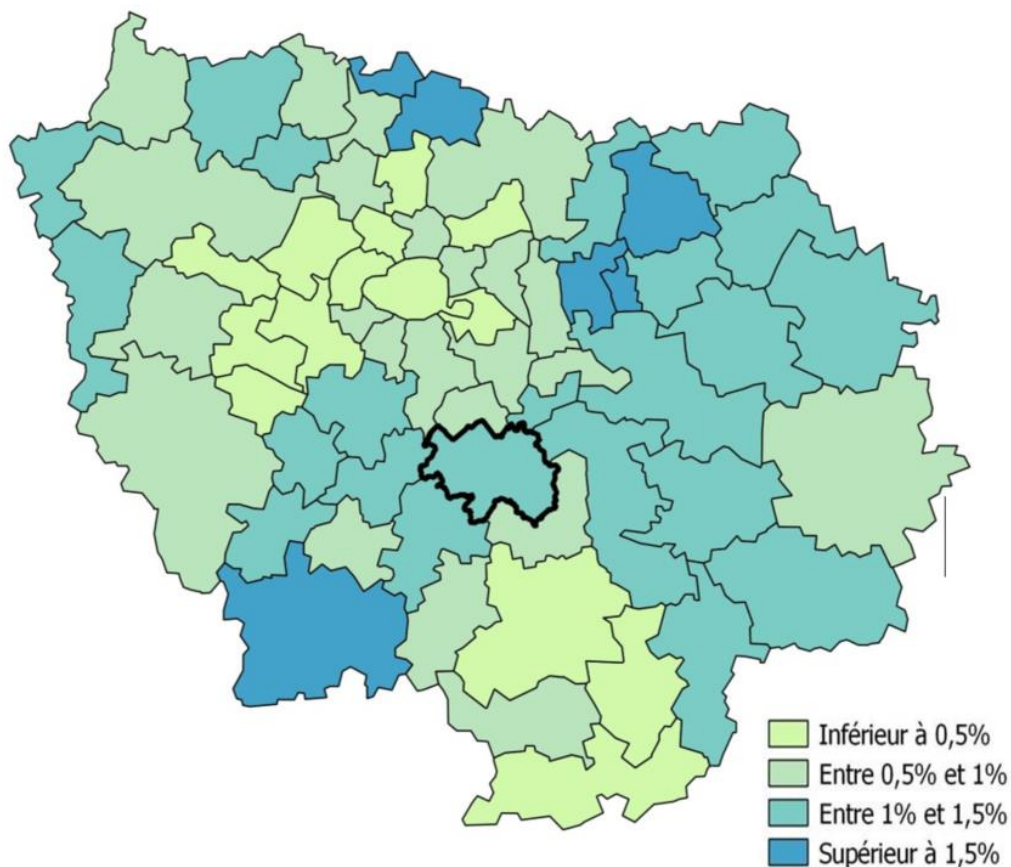 Inférieur à 0,5%
Entre 0,5% et 1%
Entre 1% et 1,5%
Supérieur à 1,5%